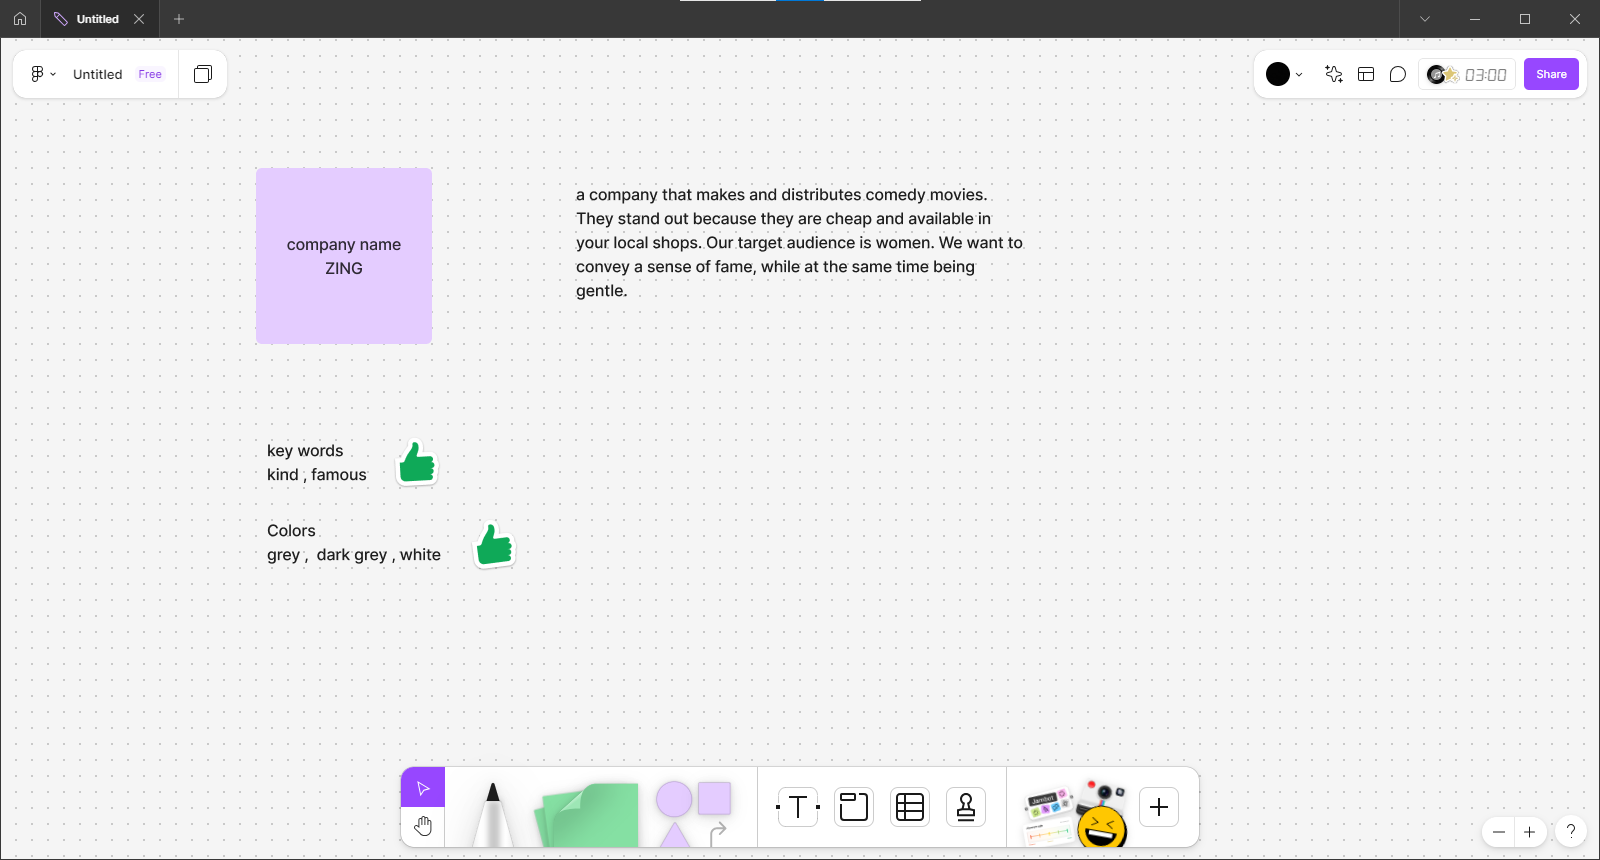 Untitled
Untitled
Free
03:00
Share
company name
ZING
a company that makes and distributes comedy movies.
They stand out because they are cheap and available in
your local shops. Our target audience is women. We want to
convey a sense of fame, while at the same time being
gentle.
key words
kind , famous
Colors
grey ,  dark grey , white
T
Jambot
?